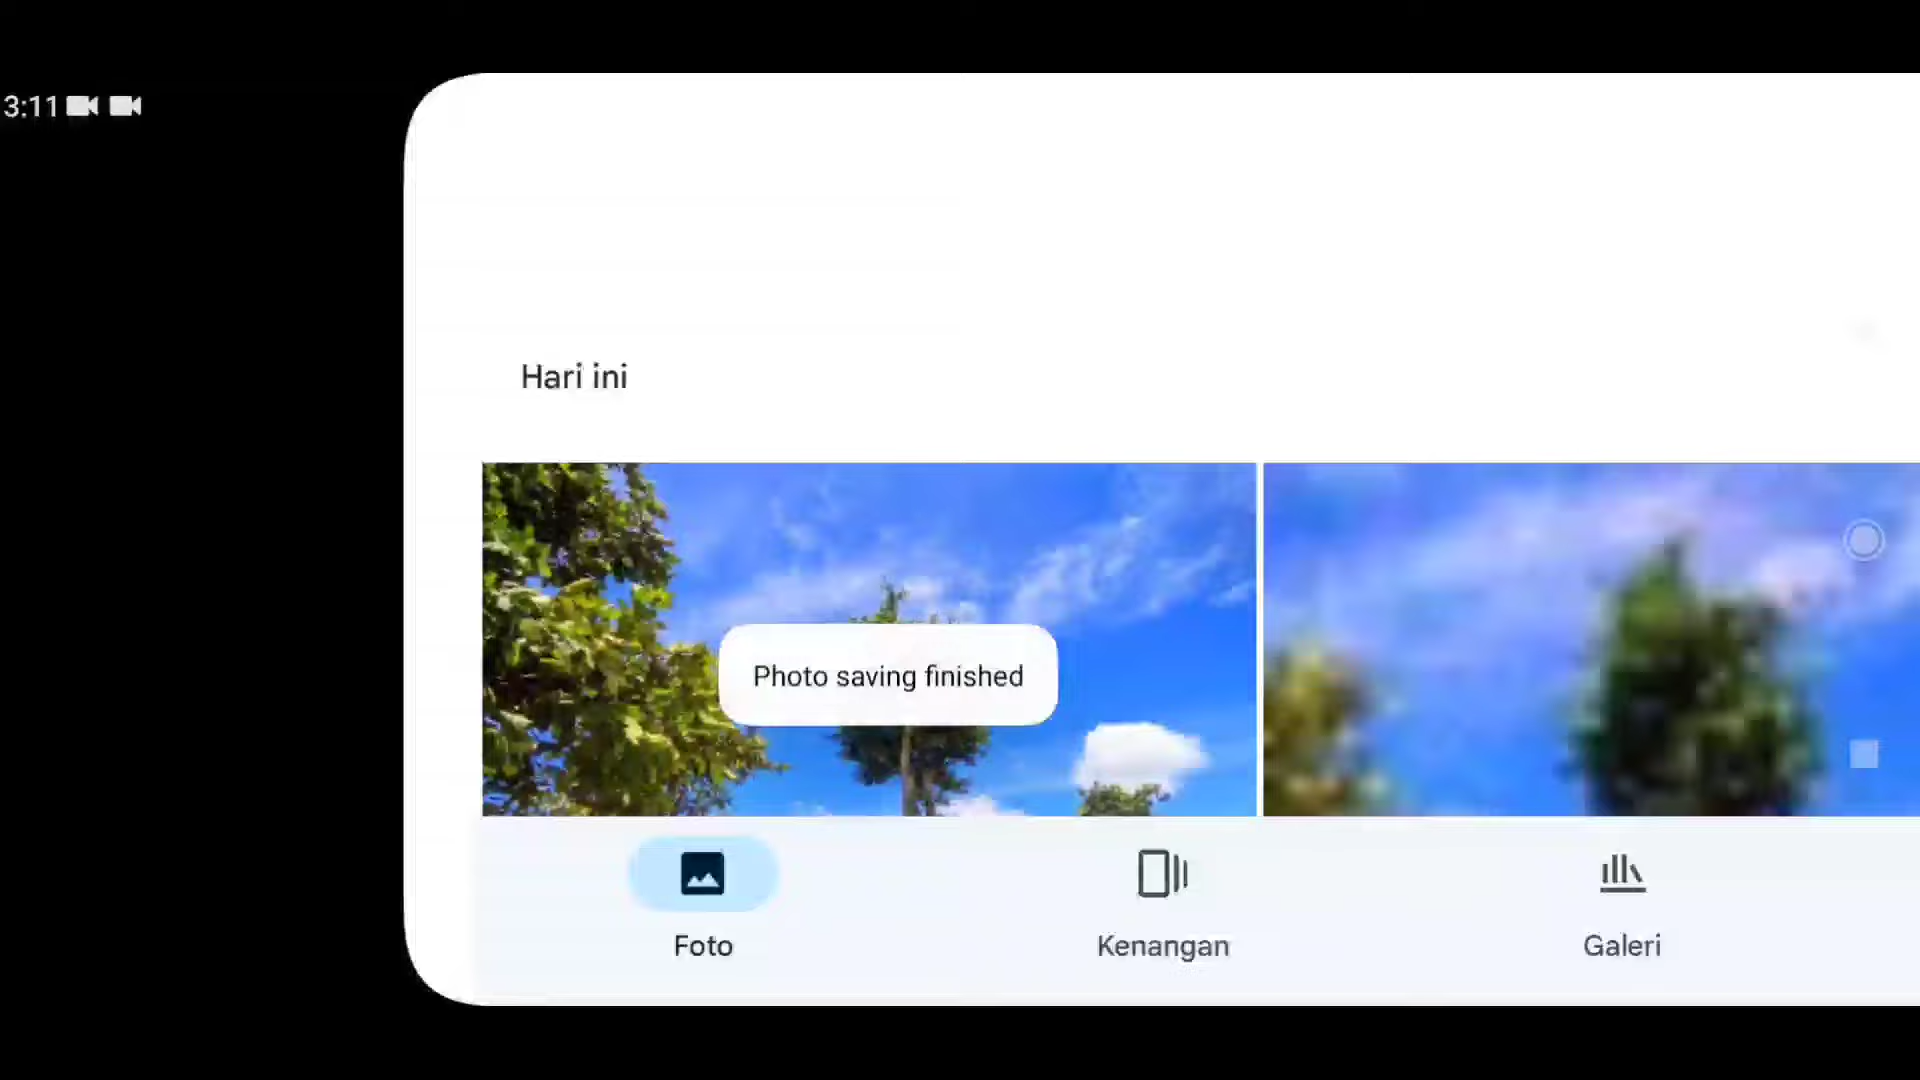 3:11
Hari ini
Photo saving finished
Foto
Kenangan
Galeri